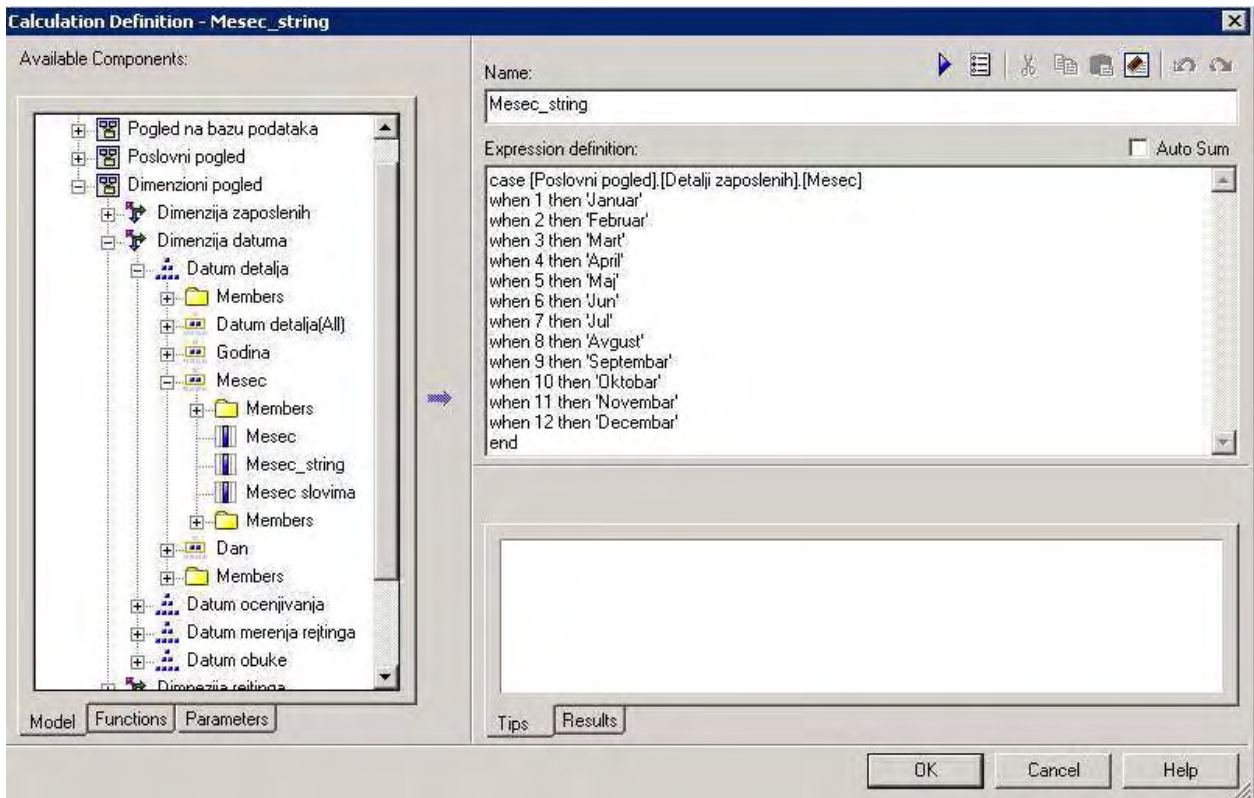 Calculation Definition - Mesec_string
Available Components:
Pogled na bazu podataka
Poslovni pogled
Dimenzioni pogled
Dimenzija zaposlenih
Dimenzija datuma
Datum detalja
Members
Datum detalja(All)
Godina
Mesec
Members
Mesec
Mesec_string
Mesec slovima
Members
Dan
Members
Datum ocenjivanja
Datum merenja rejtinga
Datum obuke
Dimnezija rejtinga
Model
Functions
Parameters
Name:
Mesec_string
Expression definition:
Auto Sum
case [Poslovni pogled].[Detalji zaposlenih].[Mesec]
when 1 then 'Januar'
when 2 then 'Februar'
when 3 then 'Mart'
when 4 then 'April'
when 5 then 'Maj'
when 6 then 'Jun'
when 7 then 'Jul'
when 8 then 'Avgust'
when 9 then 'Septembar'
when 10 then 'Oktobar'
when 11 then 'Novembar'
when 12 then 'Decembar'
end
Tips
Results
OK
Cancel
Help